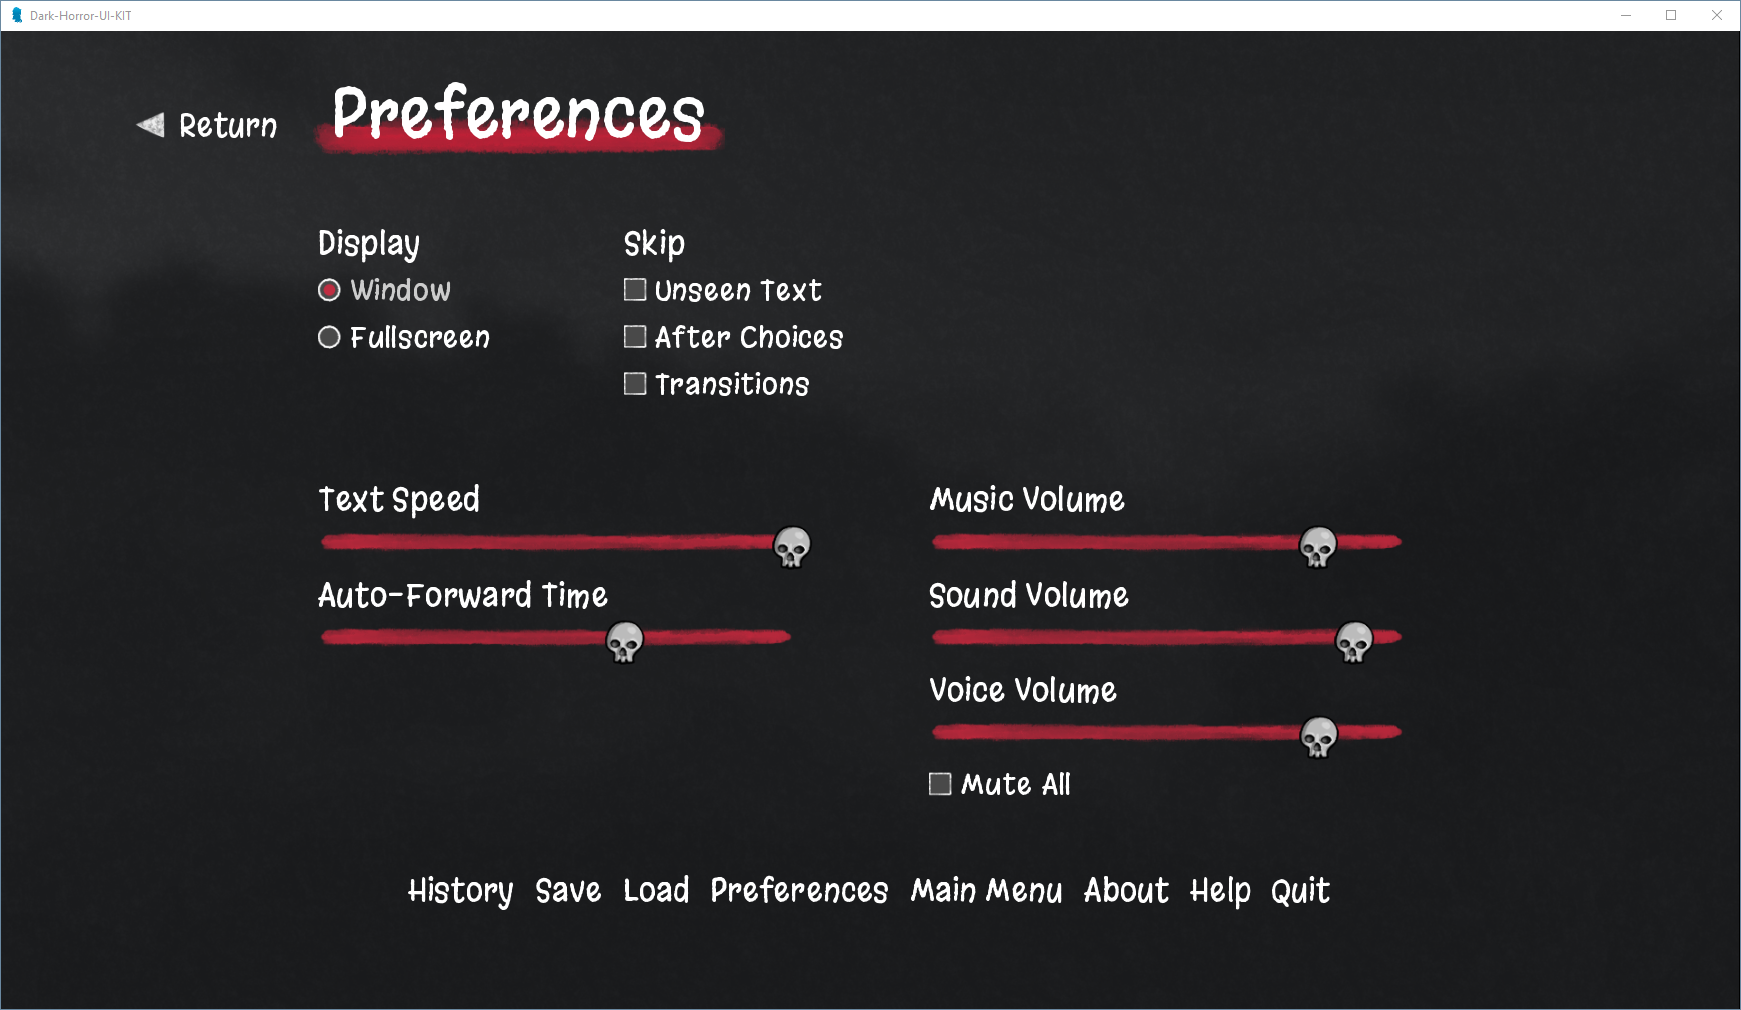 Dark-Horror-UI-KIT
Return
Preferences
Display
Window
Fullscreen
Skip
Unseen Text
After Choices
Transitions
Text Speed
Auto-Forward Time
Music Volume
Sound Volume
Voice Volume
Mute All
History Save Load Preferences Main Menu About Help Quit